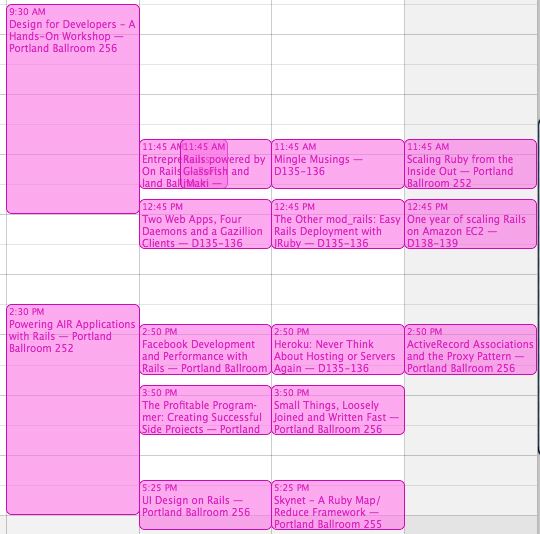 9:30 AM
Design for Developers – A
Hands-On Workshop —
Portland Ballroom 256
11:45 AM
Entrepre
On Rails
land Ball
11:45 AM
Rails powered by
GlassFish and
jMaki —
11:45 AM
Mingle Musings —
D135-136
11:45 AM
Scaling Ruby from the
Inside Out — Portland
Ballroom 252
12:45 PM
Two Web Apps, Four
Daemons and a Gazillion
Clients — D135-136
12:45 PM
The Other mod_rails: Easy
Rails Deployment with
JRuby — D135-136
12:45 PM
One year of scaling Rails
on Amazon EC2 —
D138-139
2:30 PM
Powering AIR Applications
with Rails — Portland
Ballroom 252
2:50 PM
Facebook Development
and Performance with
Rails — Portland Ballroom
2:50 PM
Heroku: Never Think
About Hosting or Servers
Again — D135-136
2:50 PM
ActiveRecord Associations
and the Proxy Pattern —
Portland Ballroom 256
3:50 PM
The Profitable Program-
mer: Creating Successful
Side Projects — Portland
3:50 PM
Small Things, Loosely
Joined and Written Fast —
Portland Ballroom 256
5:25 PM
UI Design on Rails —
Portland Ballroom 256
5:25 PM
Skynet – A Ruby Map/
Reduce Framework —
Portland Ballroom 255